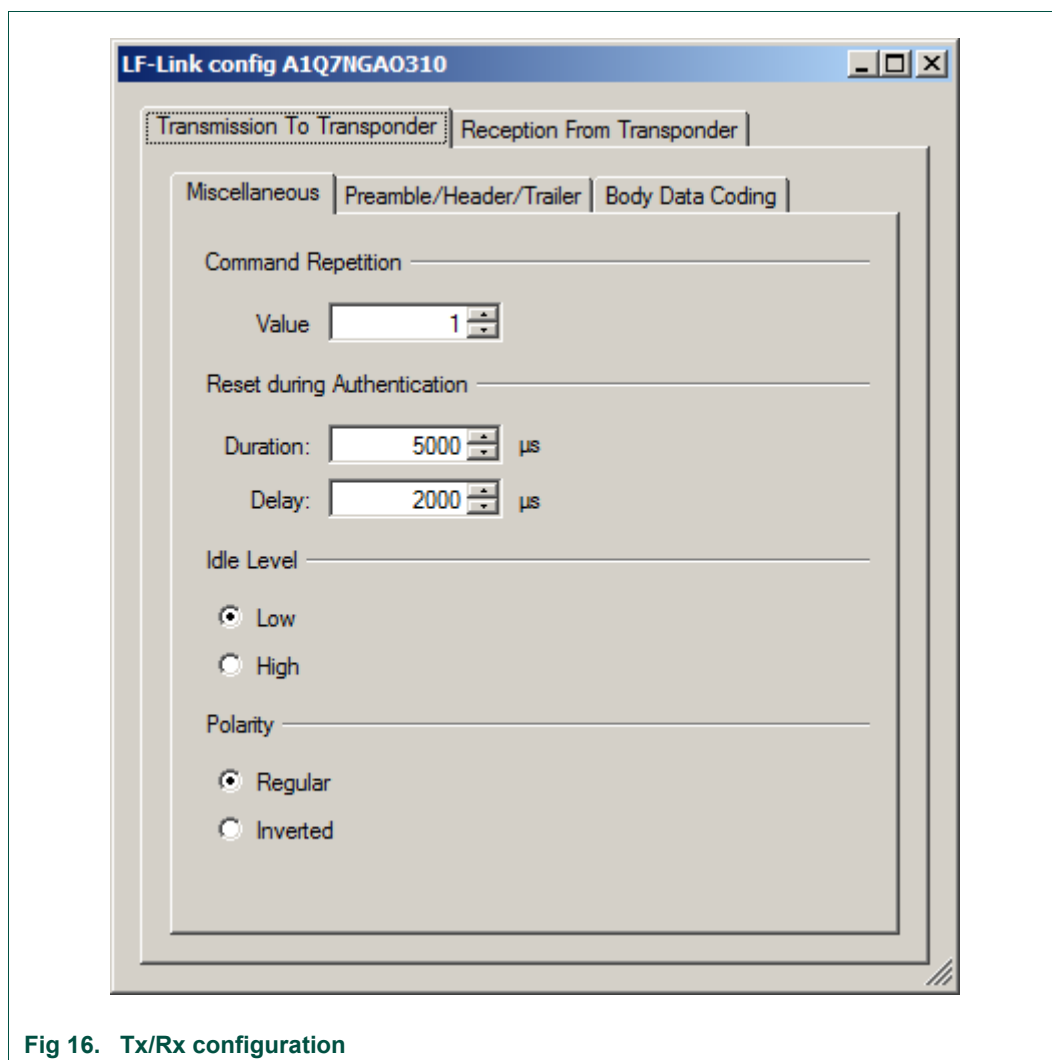 LF-Link config A1Q7NGAO310
Transmission To Transponder Reception From Transponder
Miscellaneous Preamble/Header/Trailer Body Data Coding
Command Repetition
Value 1
Reset during Authentication
Duration: 5000 µs
Delay: 2000 µs
Idle Level
Low
High
Polarity
Regular
Inverted
Fig 16. Tx/Rx configuration